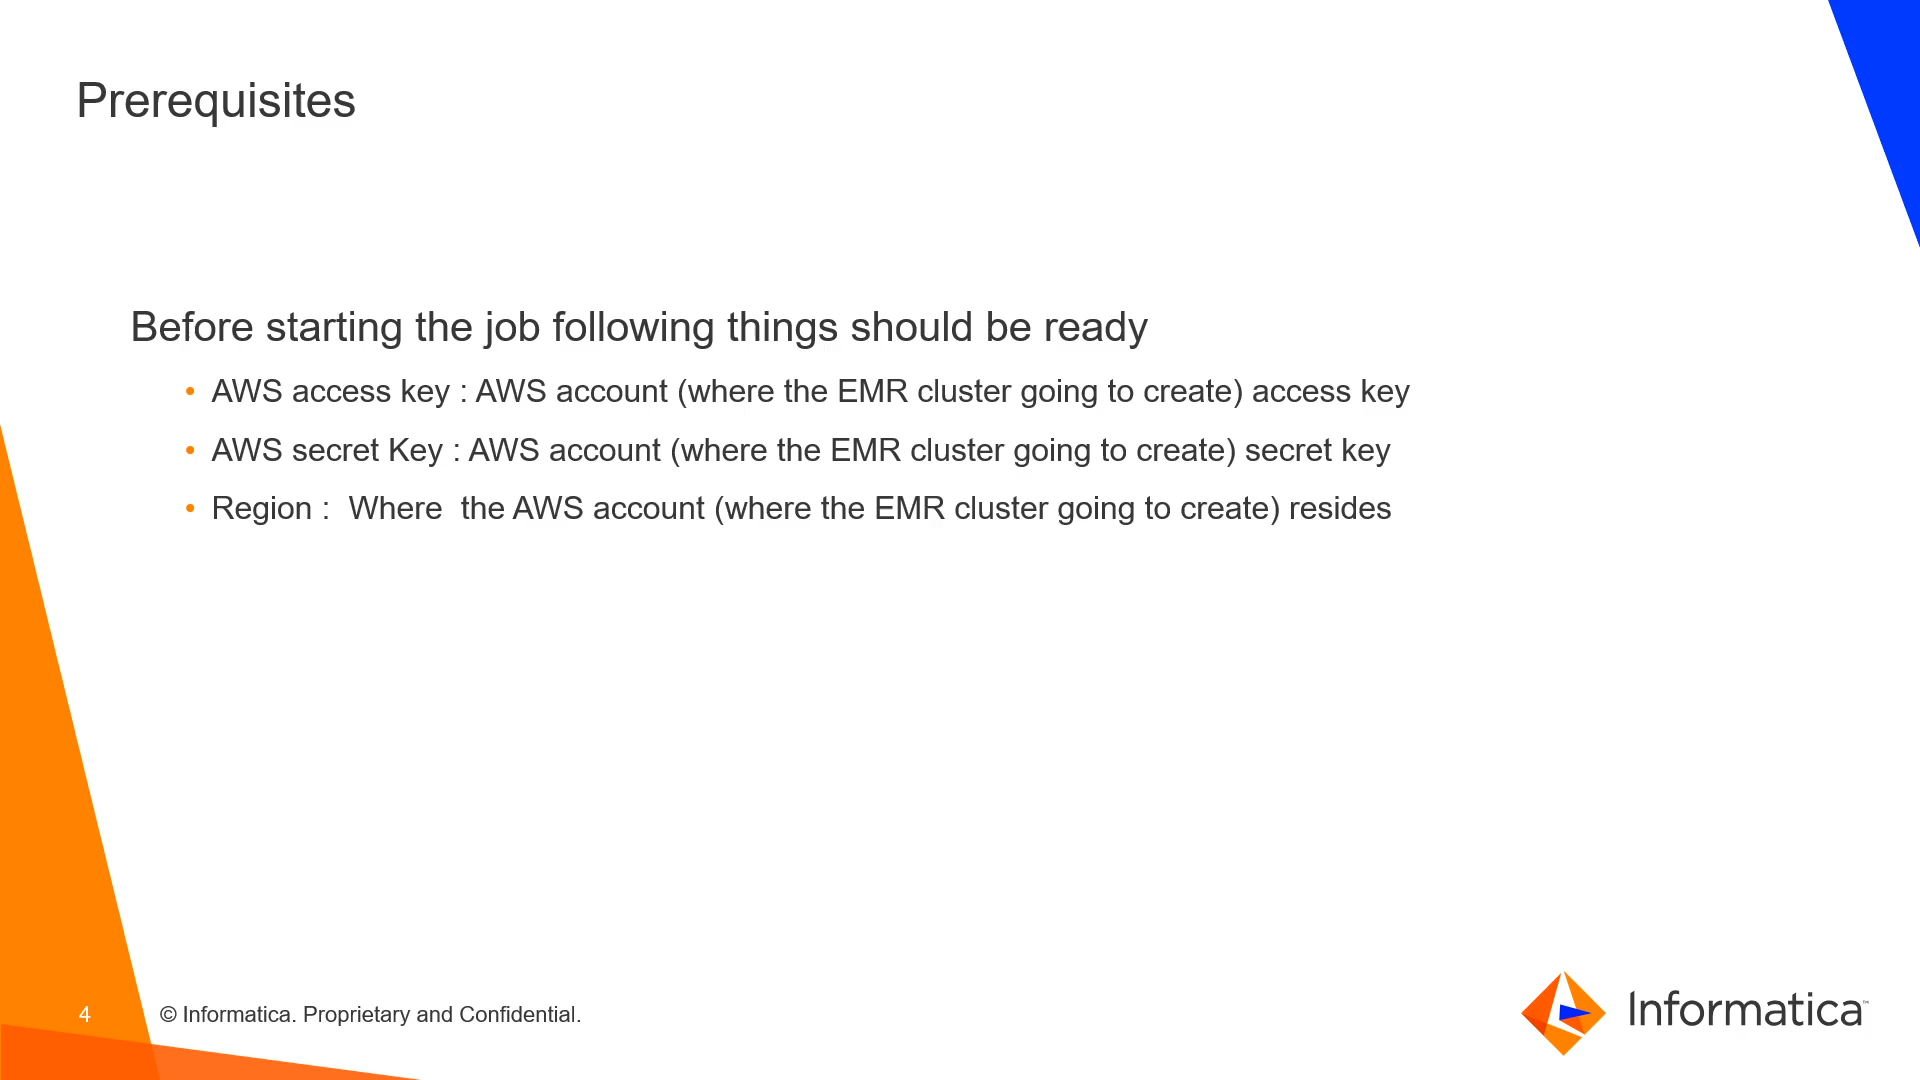 Prerequisites
Before starting the job following things should be ready
• AWS access key : AWS account (where the EMR cluster going to create) access key
• AWS secret Key : AWS account (where the EMR cluster going to create) secret key
• Region :  Where  the AWS account (where the EMR cluster going to create) resides
4
© Informatica. Proprietary and Confidential.
Informatica™